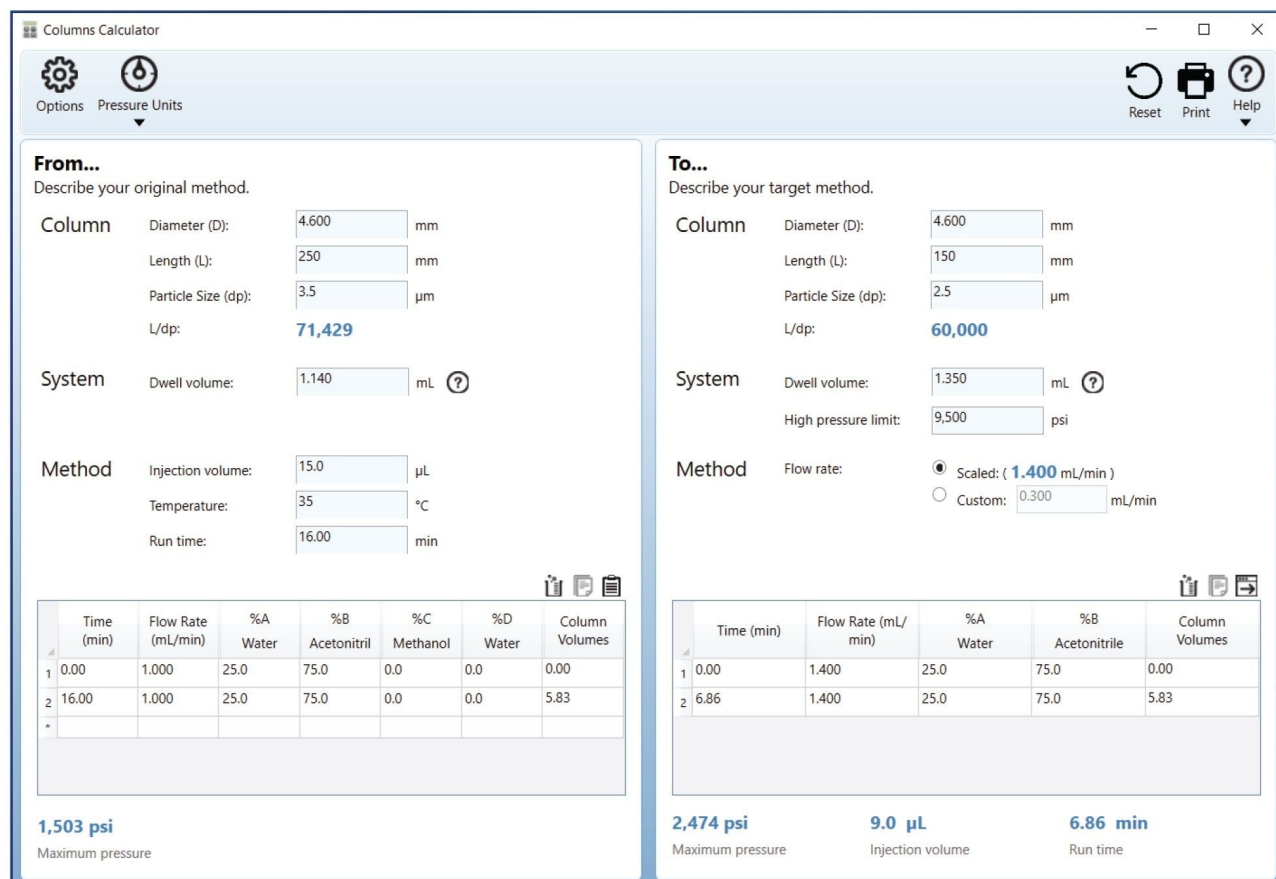 Columns Calculator
Options
Pressure Units
Reset
Print
Help
From...
Describe your original method.
Column
Diameter (D): 4.600 mm
Length (L): 250 mm
Particle Size (dp): 3.5 µm
L/dp: 71,429
System
Dwell volume: 1.140 mL ?
Method
Injection volume: 15.0 µL
Temperature: 35 °C
Run time: 16.00 min
Time (min) Flow Rate (mL/min) %A Water %B Acetonitril %C Methanol %D Water Column Volumes
1 0.00 1.000 25.0 75.0 0.0 0.0 0.00
2 16.00 1.000 25.0 75.0 0.0 0.0 5.83
*
1,503 psi
Maximum pressure
To...
Describe your target method.
Column
Diameter (D): 4.600 mm
Length (L): 150 mm
Particle Size (dp): 2.5 µm
L/dp: 60,000
System
Dwell volume: 1.350 mL ?
High pressure limit: 9,500 psi
Method
Flow rate: Scaled: ( 1.400 mL/min )
Custom: 0.300 mL/min
Time (min) Flow Rate (mL/min) %A Water %B Acetonitrile Column Volumes
1 0.00 1.400 25.0 75.0 0.00
2 6.86 1.400 25.0 75.0 5.83
2,474 psi 9.0 µL 6.86 min
Maximum pressure Injection volume Run time